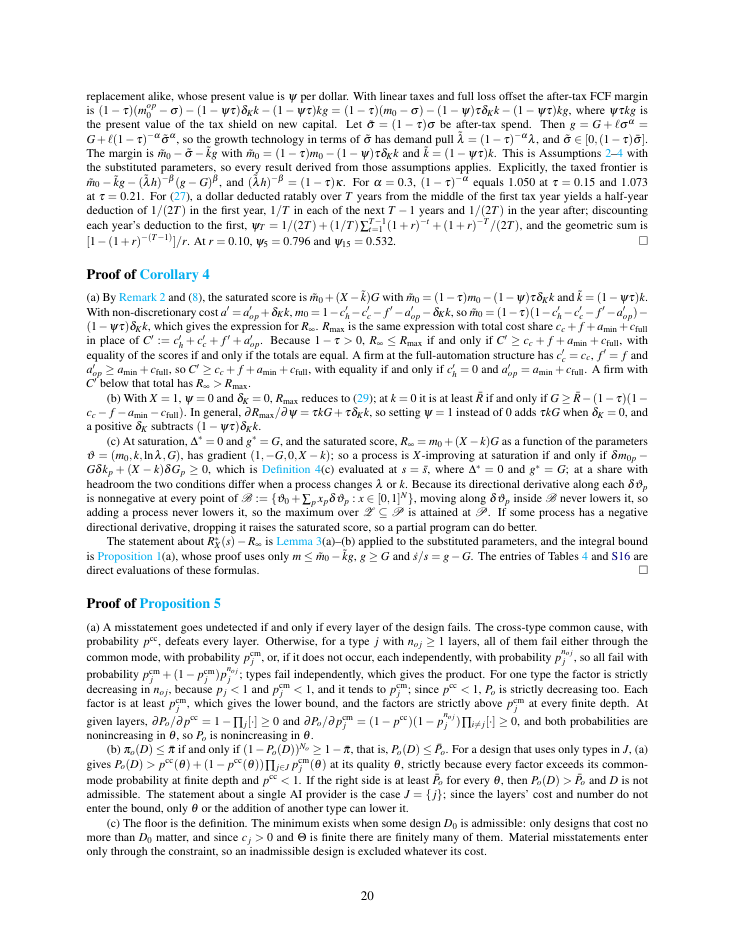 replacement alike, whose present value is ψ per dollar. With linear taxes and full loss offset the after-tax FCF margin
is (1 − τ)(m₀ᵒᵖ − σ) − (1 − ψτ)δ_K k − (1 − ψτ)kg = (1 − τ)(m₀ − σ) − (1 − ψ)τδ_K k − (1 − ψτ)kg, where ψτkg is
the present value of the tax shield on new capital. Let σ̃ = (1 − τ)σ be after-tax spend. Then g = G + ℓσ^α =
G + ℓ(1 − τ)^{−α}σ̃^α, so the growth technology in terms of σ̃ has demand pull λ̃ = (1 − τ)^{−α}λ, and σ̃ ∈ [0, (1 − τ)σ̄].
The margin is m̃₀ − σ̃ − k̃g with m̃₀ = (1 − τ)m₀ − (1 − ψ)τδ_K k and k̃ = (1 − ψτ)k. This is Assumptions 2–4 with
the substituted parameters, so every result derived from those assumptions applies. Explicitly, the taxed frontier is
m̃₀ − k̃g − (λ̃h)^{−β}(g − G)^β, and (λ̃h)^{−β} = (1 − τ)κ. For α = 0.3, (1 − τ)^{−α} equals 1.050 at τ = 0.15 and 1.073
at τ = 0.21. For (27), a dollar deducted ratably over T years from the middle of the first tax year yields a half-year
deduction of 1/(2T) in the first year, 1/T in each of the next T − 1 years and 1/(2T) in the year after; discounting
each year's deduction to the first, ψ_T = 1/(2T) + (1/T)∑_{t=1}^{T−1}(1 + r)^{−t} + (1 + r)^{−T}/(2T), and the geometric sum is
[1 − (1 + r)^{−(T−1)}]/r. At r = 0.10, ψ₅ = 0.796 and ψ₁₅ = 0.532. □
Proof of Corollary 4
(a) By Remark 2 and (8), the saturated score is m̃₀ + (X − k̃)G with m̃₀ = (1 − τ)m₀ − (1 − ψ)τδ_K k and k̃ = (1 − ψτ)k.
With non-discretionary cost a′ = a′_{op} + δ_K k, m₀ = 1 − c′_h − c′_c − f′ − a′_{op} − δ_K k, so m̃₀ = (1 − τ)(1 − c′_h − c′_c − f′ − a′_{op}) −
(1 − ψτ)δ_K k, which gives the expression for R_∞. R_max is the same expression with total cost share c_c + f + a_min + c_full
in place of C′ := c′_h + c′_c + f′ + a′_{op}. Because 1 − τ > 0, R_∞ ≤ R_max if and only if C′ ≥ c_c + f + a_min + c_full, with
equality of the scores if and only if the totals are equal. A firm at the full-automation structure has c′_c = c_c, f′ = f and
a′_{op} ≥ a_min + c_full, so C′ ≥ c_c + f + a_min + c_full, with equality if and only if c′_h = 0 and a′_{op} = a_min + c_full. A firm with
C′ below that total has R_∞ > R_max.
(b) With X = 1, ψ = 0 and δ_K = 0, R_max reduces to (29); at k = 0 it is at least R̄ if and only if G ≥ R̄ − (1 − τ)(1 −
c_c − f − a_min − c_full). In general, ∂R_max/∂ψ = τkG + τδ_K k, so setting ψ = 1 instead of 0 adds τkG when δ_K = 0, and
a positive δ_K subtracts (1 − ψτ)δ_K k.
(c) At saturation, Δ* = 0 and g* = G, and the saturated score, R_∞ = m₀ + (X − k)G as a function of the parameters
ϑ = (m₀, k, ln λ, G), has gradient (1, −G, 0, X − k); so a process is X-improving at saturation if and only if δm_{0p} −
Gδk_p + (X − k)δG_p ≥ 0, which is Definition 4(c) evaluated at s = s̄, where Δ* = 0 and g* = G; at a share with
headroom the two conditions differ when a process changes λ or k. Because its directional derivative along each δϑ_p
is nonnegative at every point of ℬ := {ϑ₀ + ∑_p x_p δϑ_p : x ∈ [0, 1]^N}, moving along δϑ_p inside ℬ never lowers it, so
adding a process never lowers it, so the maximum over 𝒬 ⊆ 𝒫 is attained at 𝒫. If some process has a negative
directional derivative, dropping it raises the saturated score, so a partial program can do better.
The statement about R*_X(s) − R_∞ is Lemma 3(a)–(b) applied to the substituted parameters, and the integral bound
is Proposition 1(a), whose proof uses only m ≤ m̃₀ − k̃g, g ≥ G and ṡ/s = g − G. The entries of Tables 4 and S16 are
direct evaluations of these formulas. □
Proof of Proposition 5
(a) A misstatement goes undetected if and only if every layer of the design fails. The cross-type common cause, with
probability p^{cc}, defeats every layer. Otherwise, for a type j with n_{oj} ≥ 1 layers, all of them fail either through the
common mode, with probability p_j^{cm}, or, if it does not occur, each independently, with probability p_j^{n_{oj}}, so all fail with
probability p_j^{cm} + (1 − p_j^{cm})p_j^{n_{oj}}; types fail independently, which gives the product. For one type the factor is strictly
decreasing in n_{oj}, because p_j < 1 and p_j^{cm} < 1, and it tends to p_j^{cm}; since p^{cc} < 1, P_o is strictly decreasing too. Each
factor is at least p_j^{cm}, which gives the lower bound, and the factors are strictly above p_j^{cm} at every finite depth. At
given layers, ∂P_o/∂p^{cc} = 1 − ∏_j[·] ≥ 0 and ∂P_o/∂p_j^{cm} = (1 − p^{cc})(1 − p_j^{n_{oj}})∏_{i≠j}[·] ≥ 0, and both probabilities are
nonincreasing in θ, so P_o is nonincreasing in θ.
(b) π_o(D) ≤ π̄ if and only if (1 − P_o(D))^{N_o} ≥ 1 − π̄, that is, P_o(D) ≤ P̄_o. For a design that uses only types in J, (a)
gives P_o(D) > p^{cc}(θ) + (1 − p^{cc}(θ))∏_{j∈J} p_j^{cm}(θ) at its quality θ, strictly because every factor exceeds its common-
mode probability at finite depth and p^{cc} < 1. If the right side is at least P̄_o for every θ, then P_o(D) > P̄_o and D is not
admissible. The statement about a single AI provider is the case J = {j}; since the layers' cost and number do not
enter the bound, only θ or the addition of another type can lower it.
(c) The floor is the definition. The minimum exists when some design D₀ is admissible: only designs that cost no
more than D₀ matter, and since c_j > 0 and Θ is finite there are finitely many of them. Material misstatements enter
only through the constraint, so an inadmissible design is excluded whatever its cost.
20